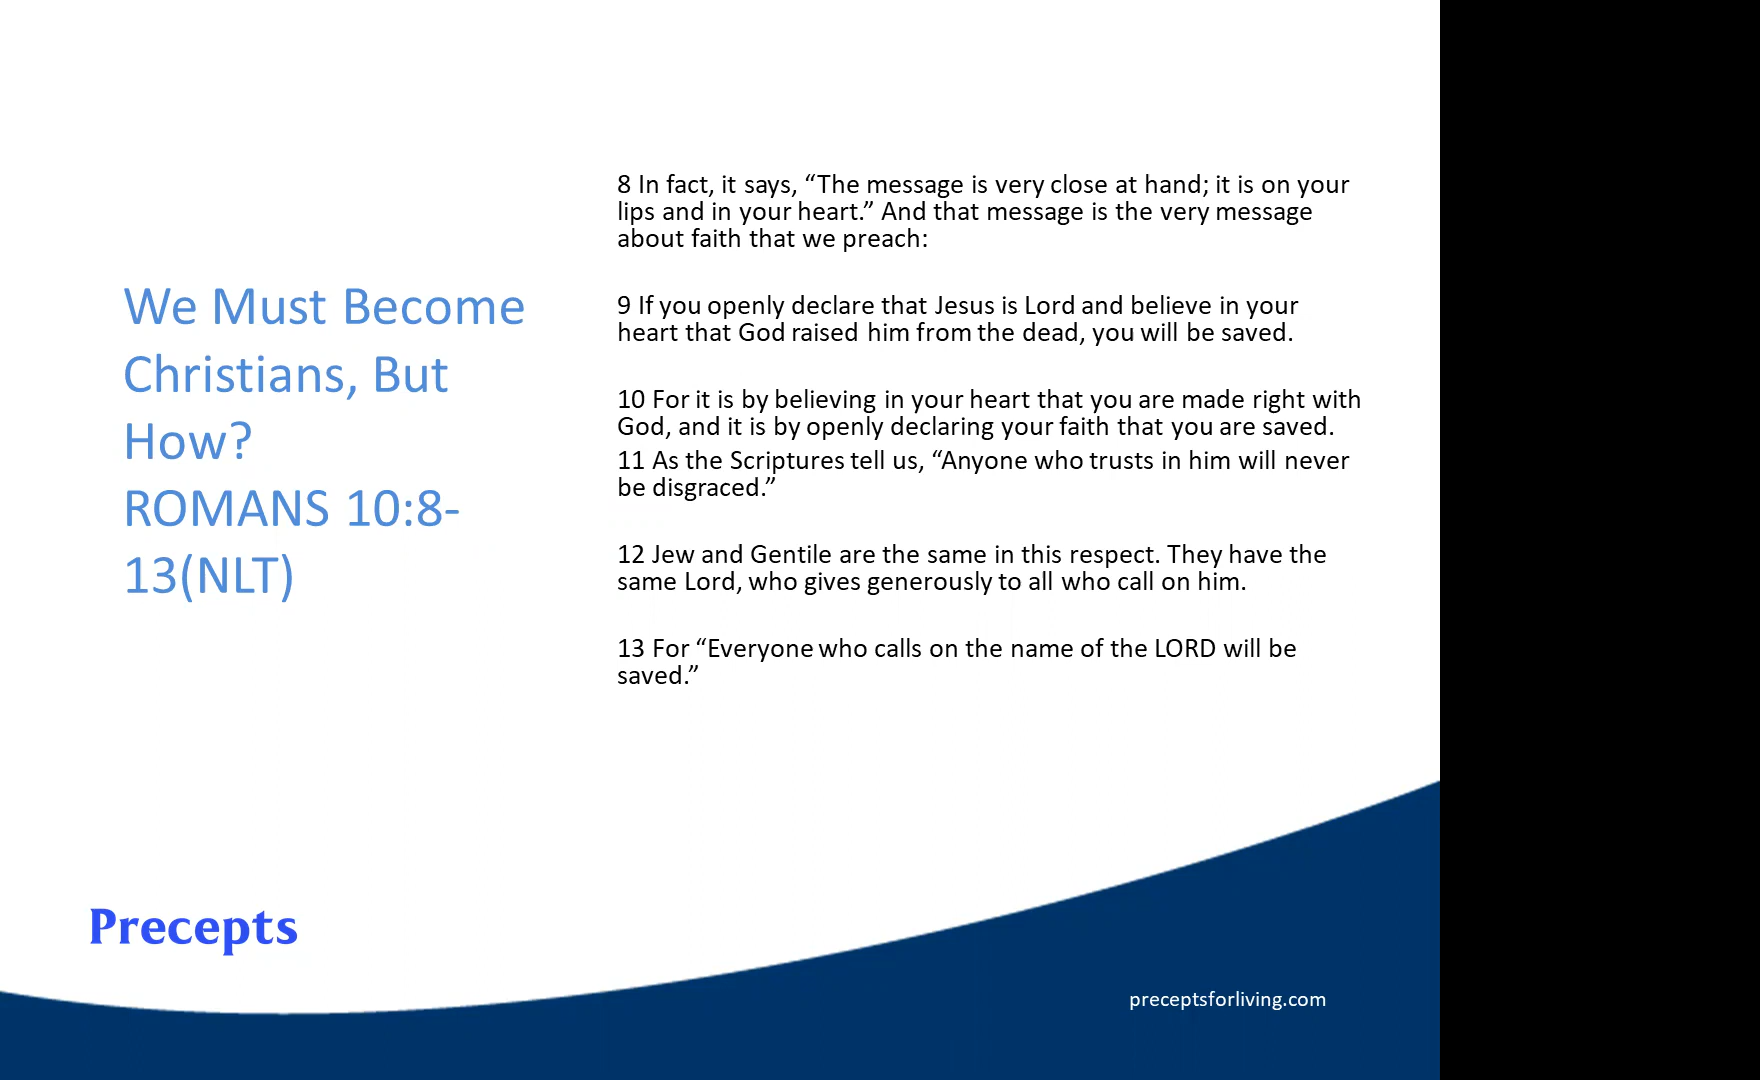 We Must Become
Christians, But
How?
ROMANS 10:8-
13(NLT)
8 In fact, it says, “The message is very close at hand; it is on your
lips and in your heart.” And that message is the very message
about faith that we preach:
9 If you openly declare that Jesus is Lord and believe in your
heart that God raised him from the dead, you will be saved.
10 For it is by believing in your heart that you are made right with
God, and it is by openly declaring your faith that you are saved.
11 As the Scriptures tell us, “Anyone who trusts in him will never
be disgraced.”
12 Jew and Gentile are the same in this respect. They have the
same Lord, who gives generously to all who call on him.
13 For “Everyone who calls on the name of the LORD will be
saved.”
Precepts
preceptsforliving.com